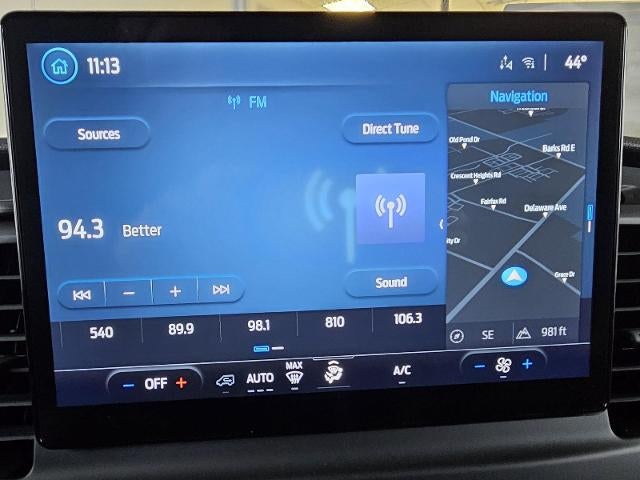 11:13
44°
FM
Navigation
Sources
Direct Tune
Old Pond Dr
Barks Rd E
Crescent Heights Rd
Fairfax Rd
Delaware Ave
94.3 Better
ity Dr
Grace Dr
Sound
540 89.9 98.1 810 106.3
SE 981 ft
MAX
- OFF + AUTO A/C - +